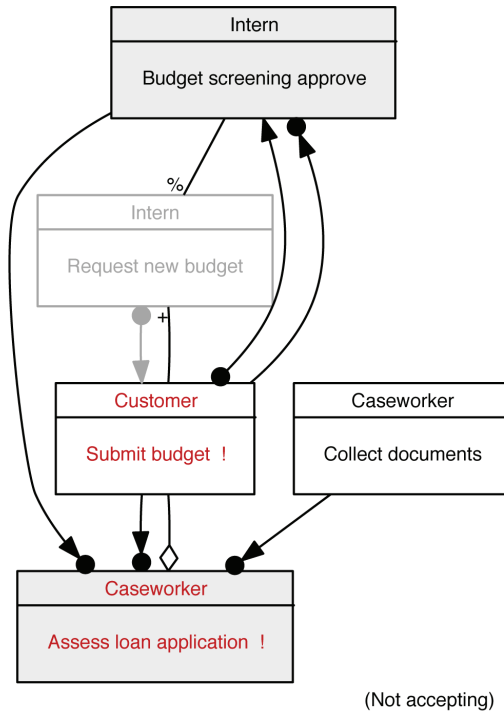 Intern
Budget screening approve
%
Intern
Request new budget
+
Customer
Submit budget !
Caseworker
Collect documents
Caseworker
Assess loan application !
(Not accepting)